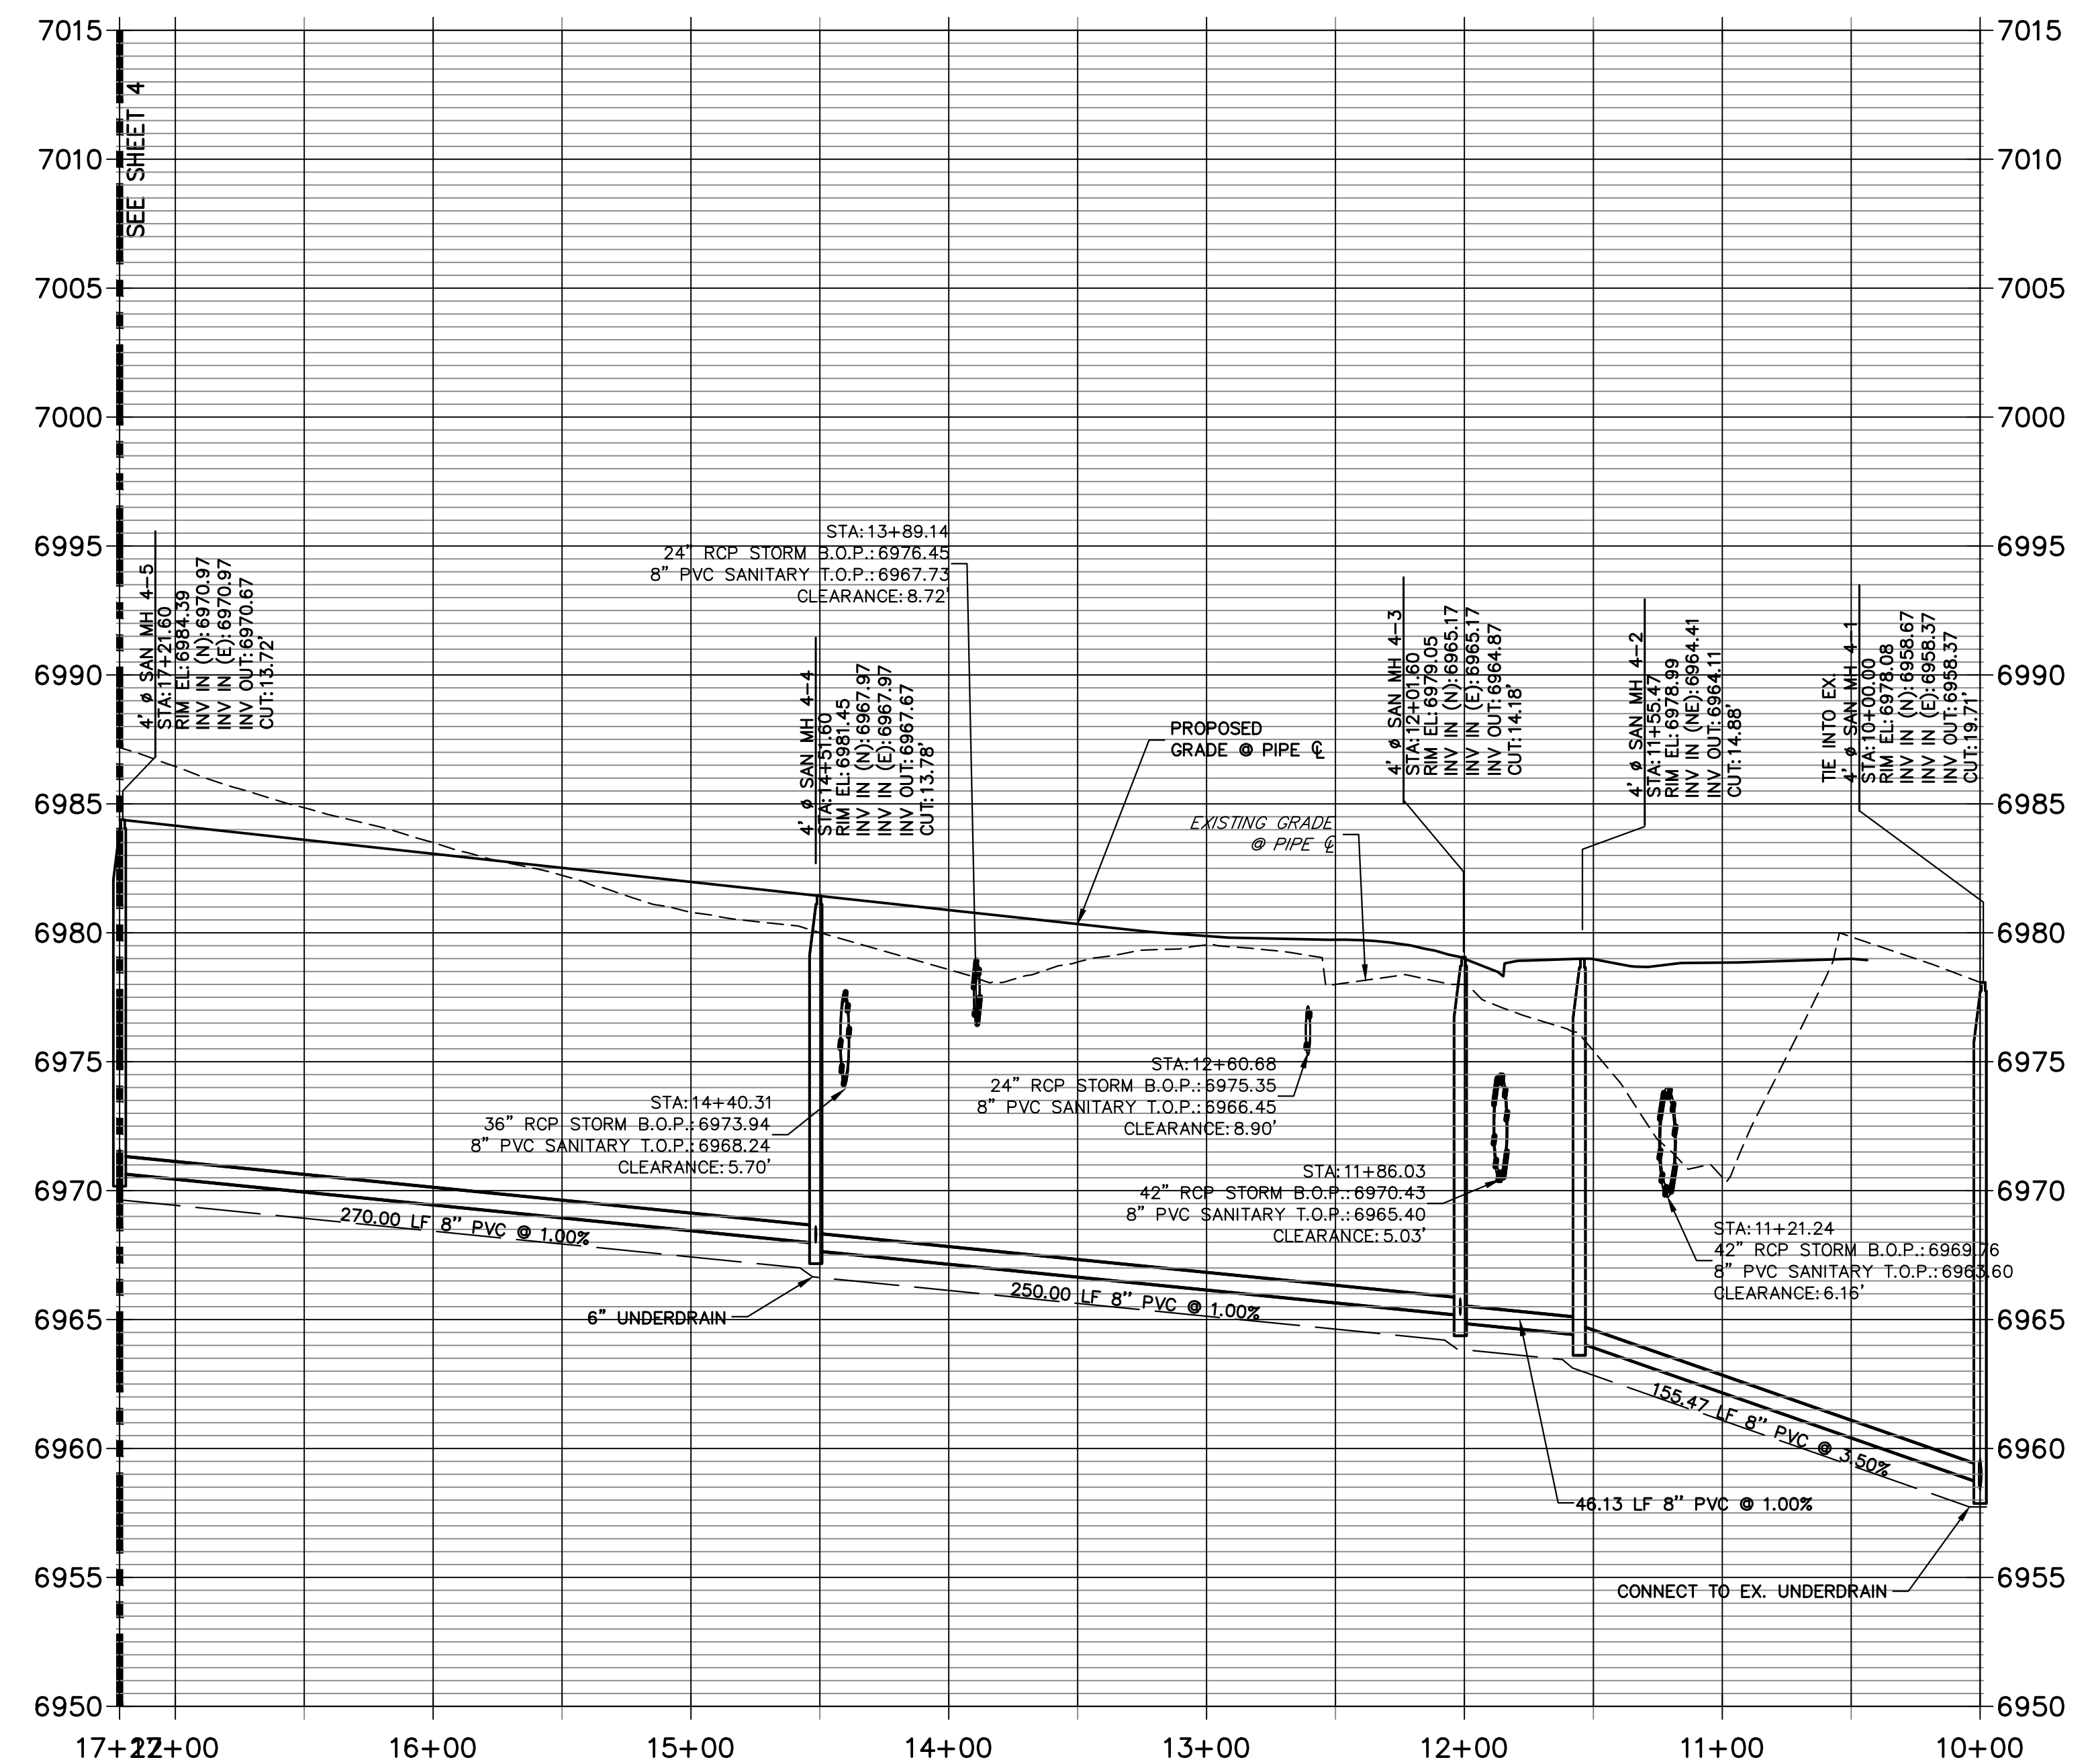 7015
7010
7005
7000
6995
6990
6985
6980
6975
6970
6965
6960
6955
6950
SEE SHEET 4
4' ø SAN MH 4-5
STA:17+21.60
RIM EL:6984.39
INV IN (N):6970.97
INV IN (E):6970.97
INV OUT:6970.67
CUT:13.72'
STA:13+89.14
24" RCP STORM B.O.P.:6976.45
8" PVC SANITARY T.O.P.:6967.73
CLEARANCE:8.72'
4' ø SAN MH 4-4
STA:14+51.60
RIM EL:6981.45
INV IN (N):6967.97
INV IN (E):6967.97
INV OUT:6967.67
CUT:13.78'
PROPOSED
GRADE @ PIPE ℄
EXISTING GRADE
@ PIPE ℄
4' ø SAN MH 4-3
STA:12+01.60
RIM EL:6979.05
INV IN (N):6965.17
INV IN (E):6965.17
INV OUT:6964.87
CUT:14.18'
4' ø SAN MH 4-2
STA:11+55.47
RIM EL:6978.99
INV IN (NE):6964.41
INV OUT:6964.11
CUT:14.88'
TIE INTO EX.
4' ø SAN MH 4-1
STA:10+00.00
RIM EL:6978.08
INV IN (N):6958.67
INV IN (E):6958.37
INV OUT:6958.37
CUT:19.71'
STA:14+40.31
36" RCP STORM B.O.P.:6973.94
8" PVC SANITARY T.O.P.:6968.24
CLEARANCE:5.70'
STA:12+60.68
24" RCP STORM B.O.P.:6975.35
8" PVC SANITARY T.O.P.:6966.45
CLEARANCE:8.90'
STA:11+86.03
42" RCP STORM B.O.P.:6970.43
8" PVC SANITARY T.O.P.:6965.40
CLEARANCE:5.03'
STA:11+21.24
42" RCP STORM B.O.P.:6969.76
8" PVC SANITARY T.O.P.:6963.60
CLEARANCE:6.16'
270.00 LF 8" PVC @ 1.00%
6" UNDERDRAIN
250.00 LF 8" PVC @ 1.00%
155.47 LF 8" PVC @ 3.50%
46.13 LF 8" PVC @ 1.00%
CONNECT TO EX. UNDERDRAIN
7015
7010
7005
7000
6995
6990
6985
6980
6975
6970
6965
6960
6955
6950
17+22
17+00
16+00
15+00
14+00
13+00
12+00
11+00
10+00